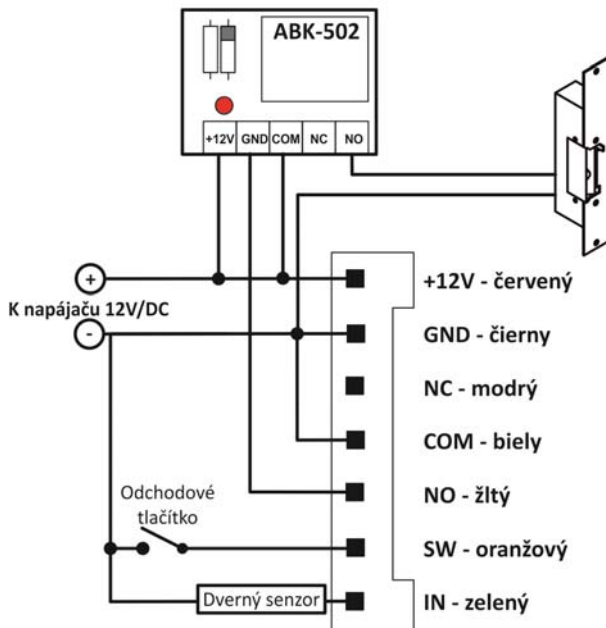 ABK-502
+12V GND COM NC NO
+
K napájaču 12V/DC
-
+12V - červený
GND - čierny
NC - modrý
COM - biely
NO - žltý
Odchodové
tlačítko
SW - oranžový
Dverný senzor
IN - zelený